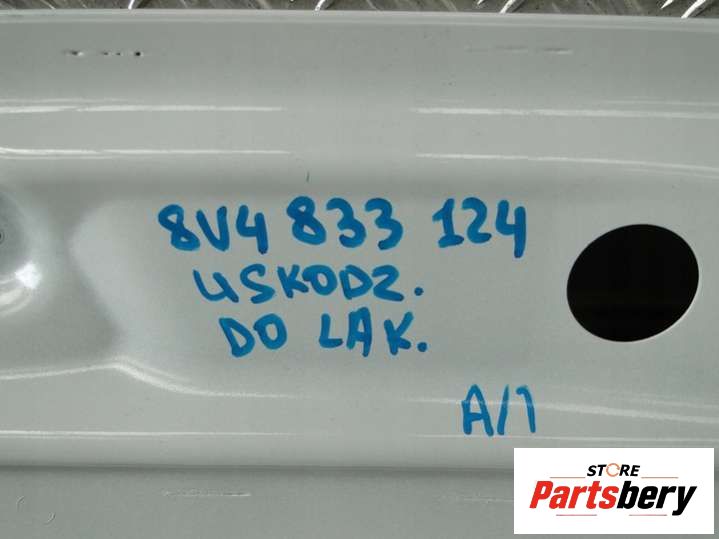 8V4 833 124
USKODZ.
DO LAK.
A/1
STORE
Partsbery